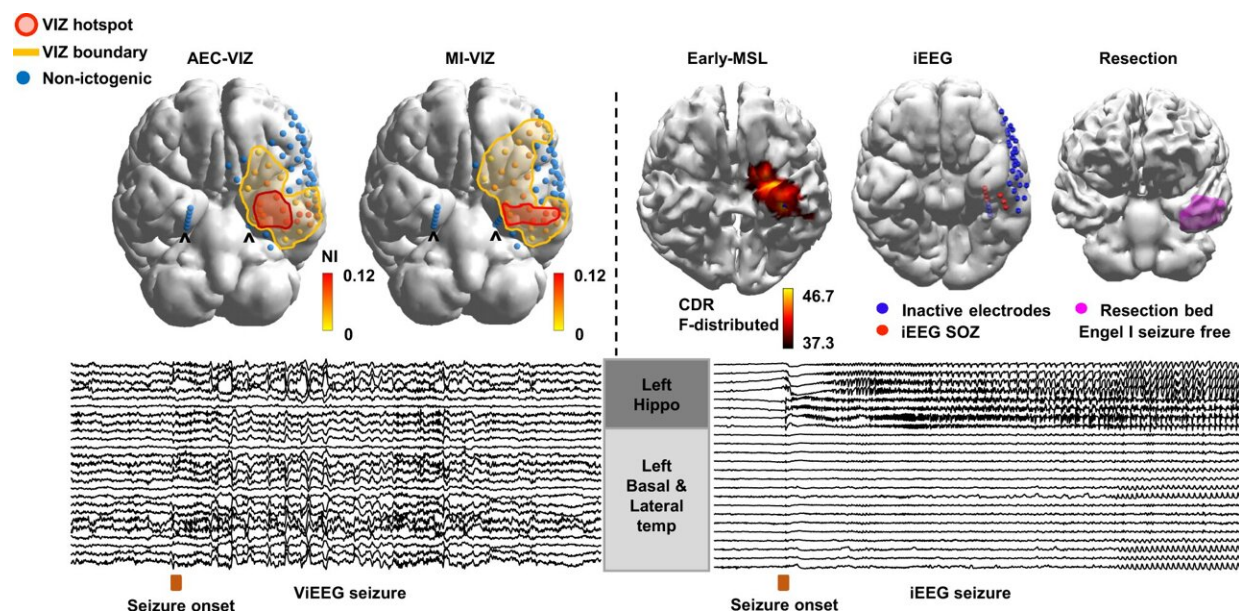 VIZ hotspot
VIZ boundary
Non-ictogenic
AEC-VIZ
MI-VIZ
Early-MSL
iEEG
Resection
^
^
^
^
NI
0.12
0
0.12
0
CDR
F-distributed
46.7
37.3
Inactive electrodes
iEEG SOZ
Resection bed
Engel I seizure free
Left
Hippo
Left
Basal &
Lateral
temp
Seizure onset
ViEEG seizure
Seizure onset
iEEG seizure